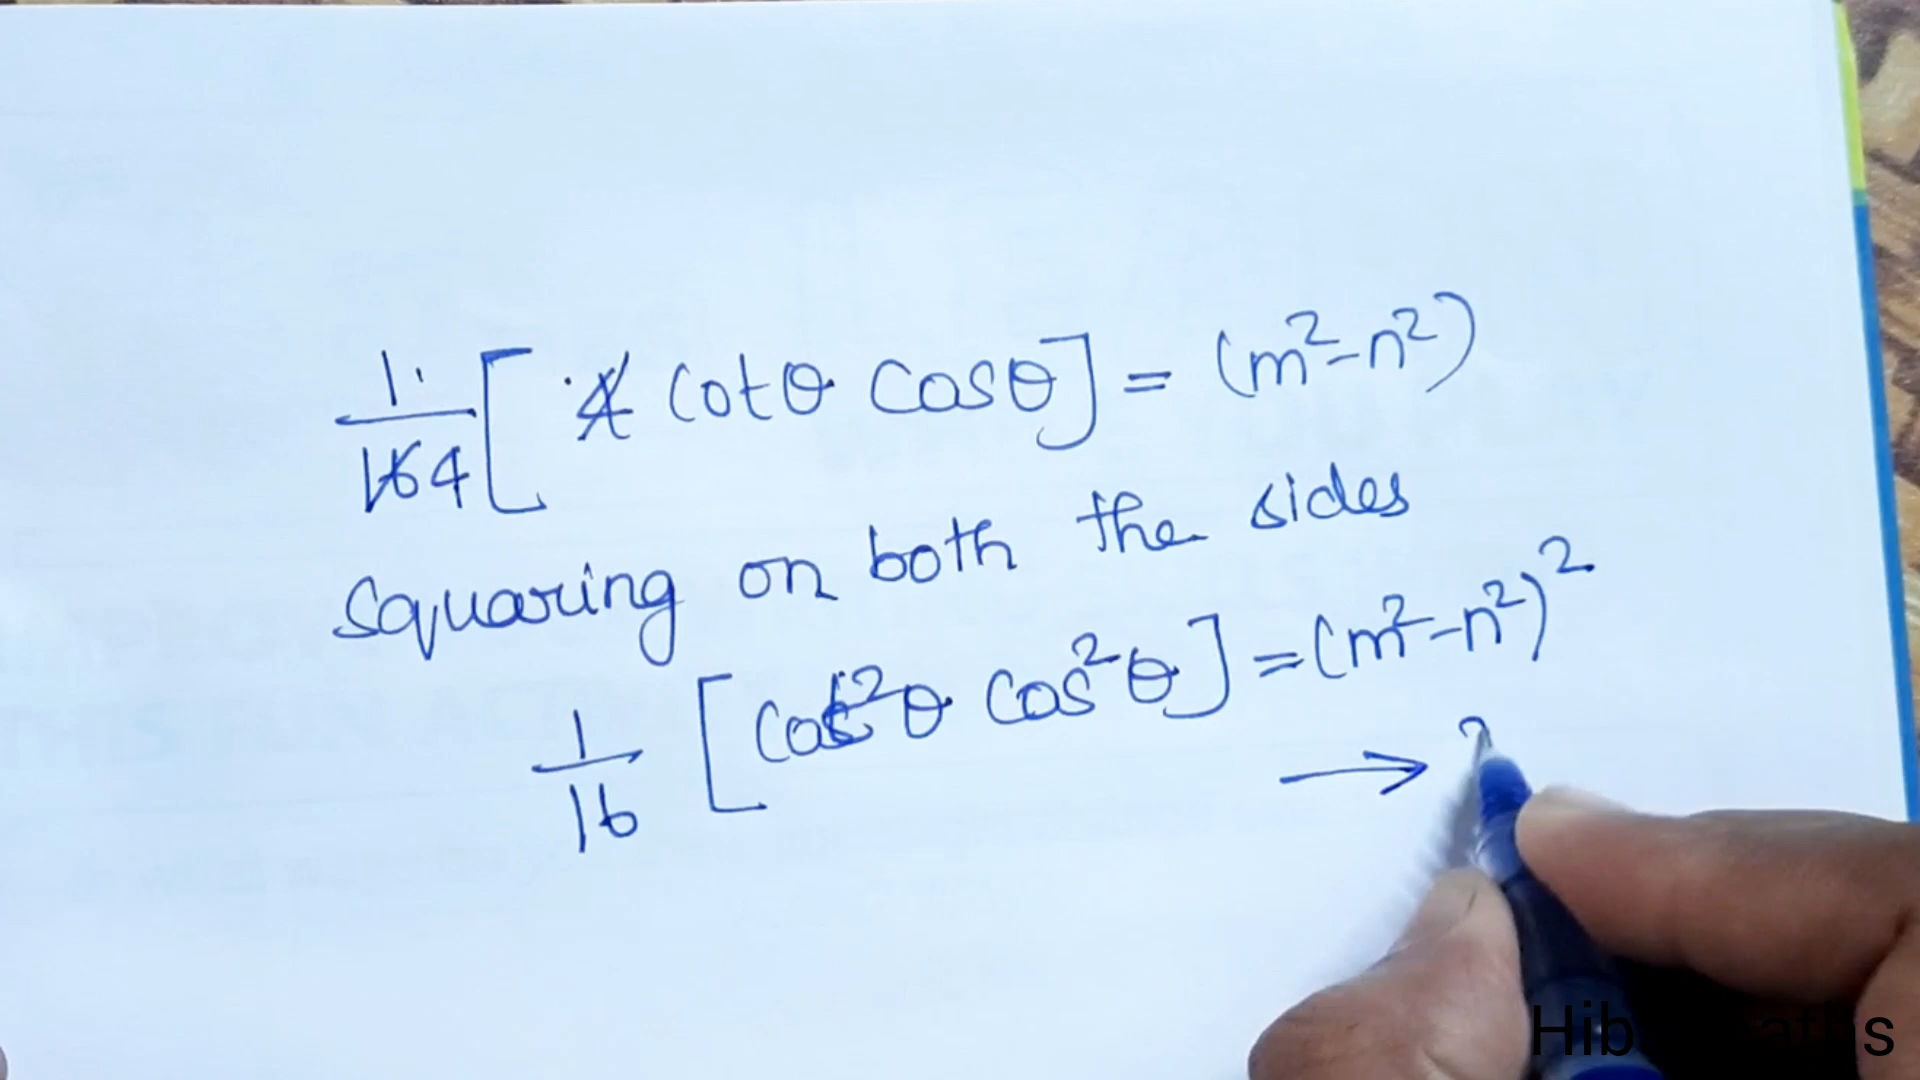 1/164 [ 4 cotθ cosθ] = (m²-n²)
squaring on both the sides
1/16 [cot²θ cos²θ] = (m²-n²)²
→ 2